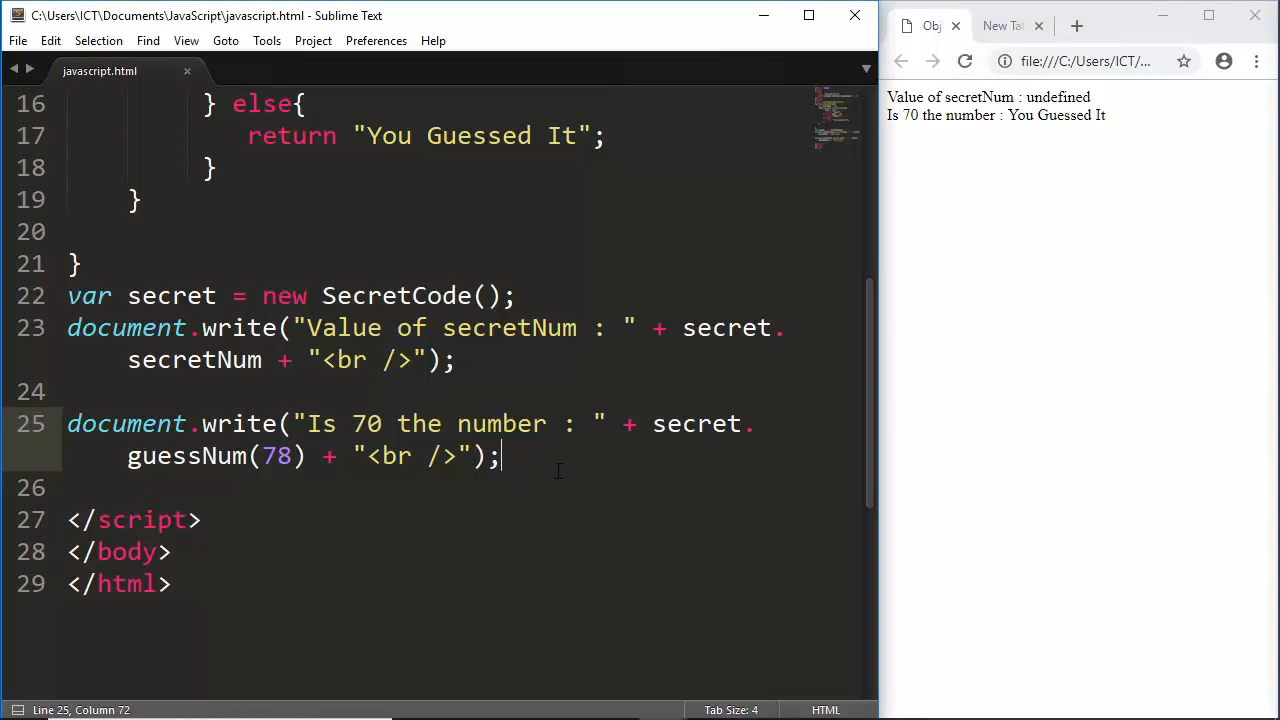 C:\Users\ICT\Documents\JavaScript\javascript.html - Sublime Text
File Edit Selection Find View Goto Tools Project Preferences Help
javascript.html
16 } else{
17 return "You Guessed It";
18 }
19 }
20
21 }
22 var secret = new SecretCode();
23 document.write("Value of secretNum : " + secret.
secretNum + "<br />");
24
25 document.write("Is 70 the number : " + secret.
guessNum(78) + "<br />");
26
27 </script>
28 </body>
29 </html>
Line 25, Column 72 Tab Size: 4 HTML
Obj New Ta
file:///C:/Users/ICT/...
Value of secretNum : undefined
Is 70 the number : You Guessed It